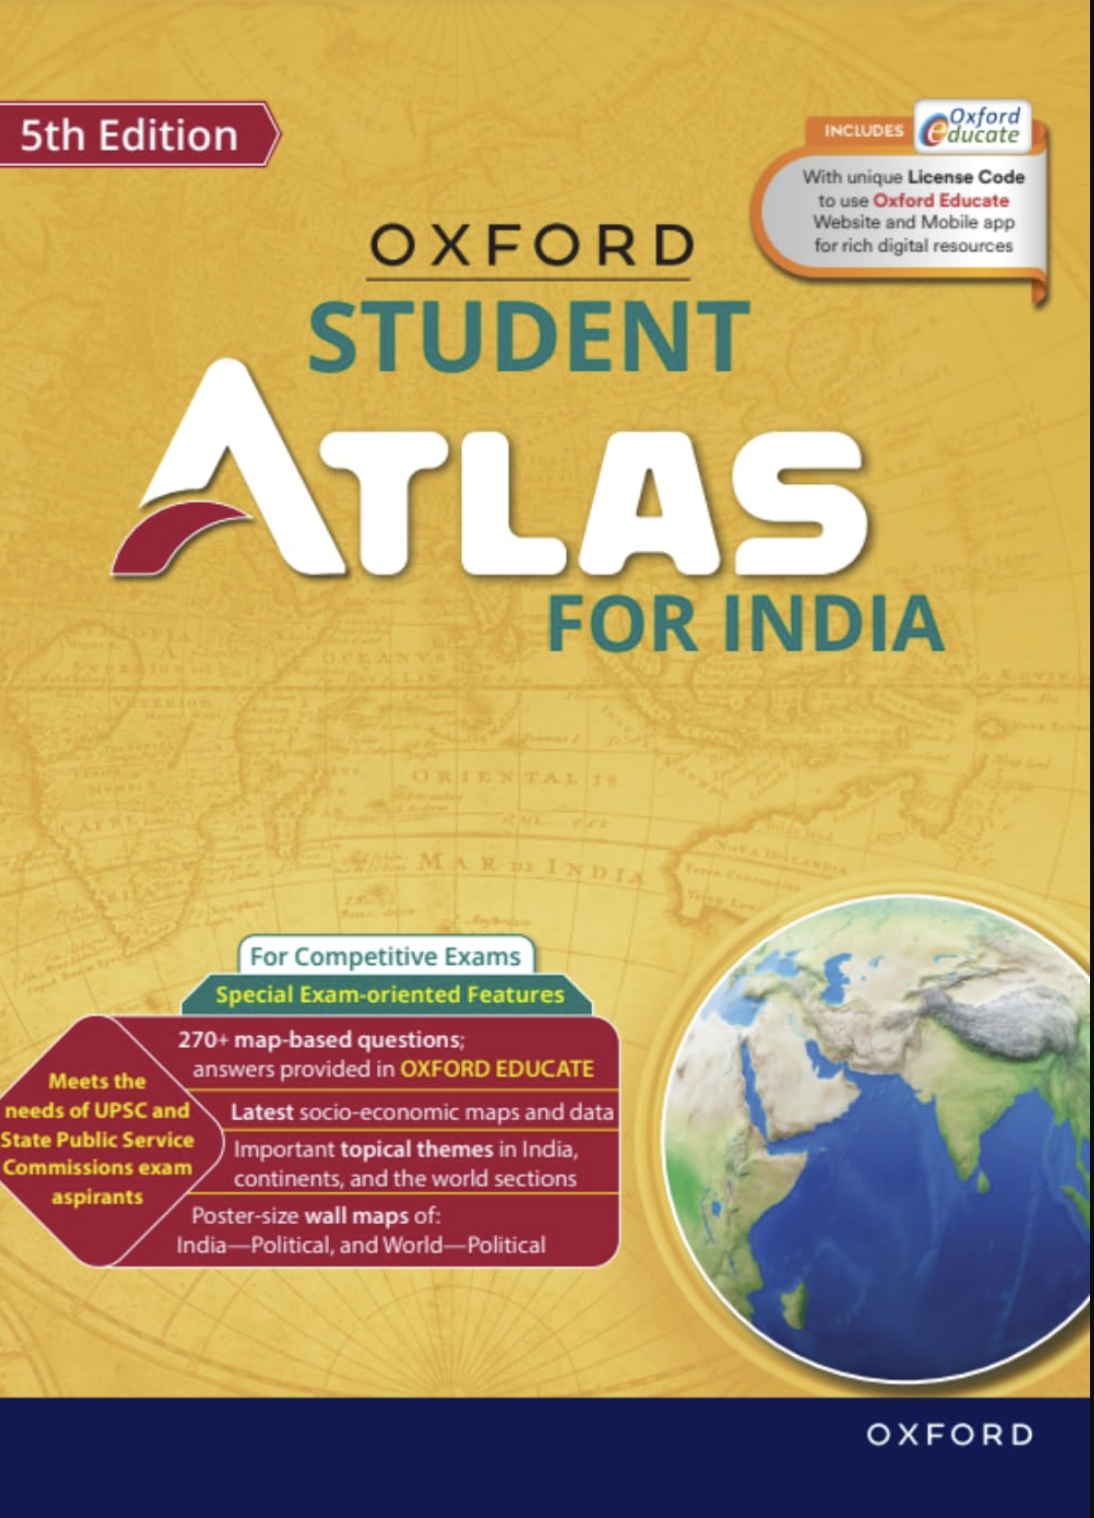 5th Edition
INCLUDES
Oxford
educate
With unique License Code
to use Oxford Educate
Website and Mobile app
for rich digital resources
OXFORD
STUDENT
ATLAS
FOR INDIA
ORIENTALIS
MAR DI INDIA
For Competitive Exams
Special Exam-oriented Features
Meets the
needs of UPSC and
State Public Service
Commissions exam
aspirants
270+ map-based questions;
answers provided in OXFORD EDUCATE
Latest socio-economic maps and data
Important topical themes in India,
continents, and the world sections
Poster-size wall maps of:
India—Political, and World—Political
OXFORD